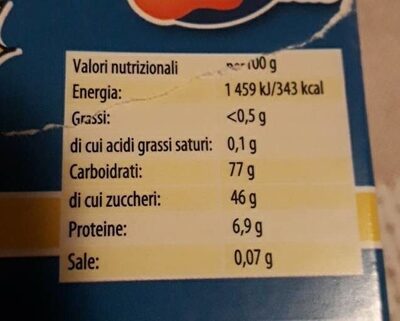 Valori nutrizionali per 100 g
Energia: 1 459 kJ/343 kcal
Grassi: <0,5 g
di cui acidi grassi saturi: 0,1 g
Carboidrati: 77 g
di cui zuccheri: 46 g
Proteine: 6,9 g
Sale: 0,07 g